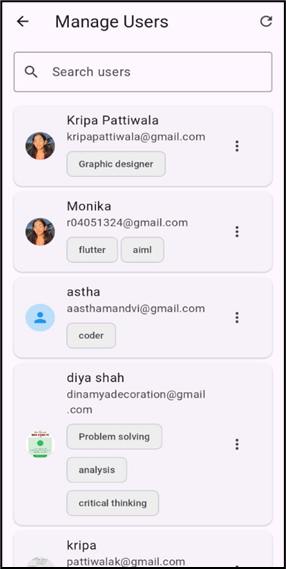 Manage Users
Search users
Kripa Pattiwala
kripapattiwala@gmail.com
Graphic designer
Monika
r04051324@gmail.com
flutter aiml
astha
aasthamandvi@gmail.com
coder
diya shah
dinamyadecoration@gmail
.com
Problem solving
analysis
critical thinking
kripa
pattiwalak@gmail.com